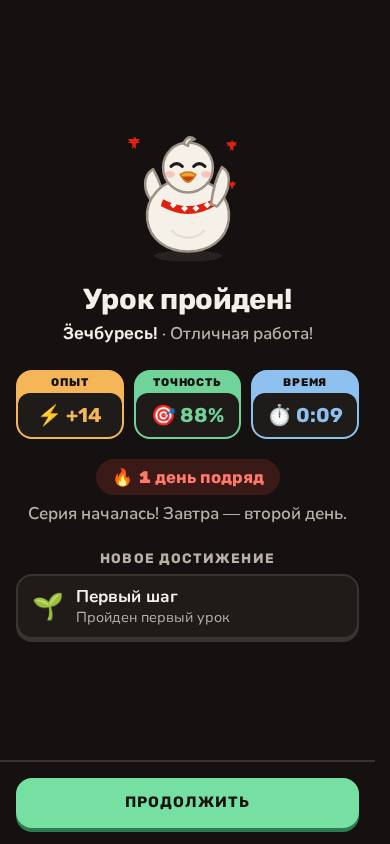 Урок пройден!
Ӟечбуресь! · Отличная работа!
ОПЫТ
⚡ +14
ТОЧНОСТЬ
🎯 88%
ВРЕМЯ
⏱️ 0:09
🔥 1 день подряд
Серия началась! Завтра — второй день.
НОВОЕ ДОСТИЖЕНИЕ
🌱 Первый шаг
Пройден первый урок
ПРОДОЛЖИТЬ